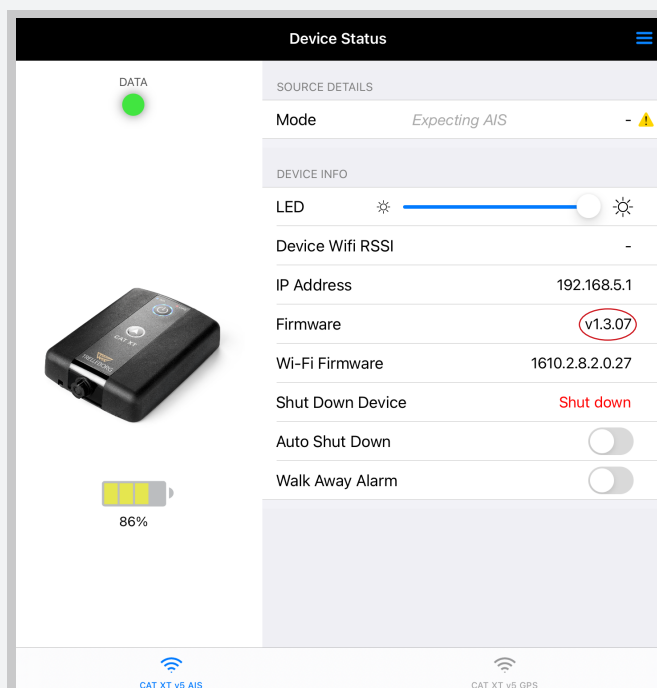 Device Status
DATA
SOURCE DETAILS
Mode Expecting AIS -
DEVICE INFO
LED
Device Wifi RSSI -
IP Address 192.168.5.1
Firmware v1.3.07
Wi-Fi Firmware 1610.2.8.2.0.27
Shut Down Device Shut down
Auto Shut Down
Walk Away Alarm
CAT XT
TRELLEBORG
86%
CAT XT v5 AIS
CAT XT v5 GPS